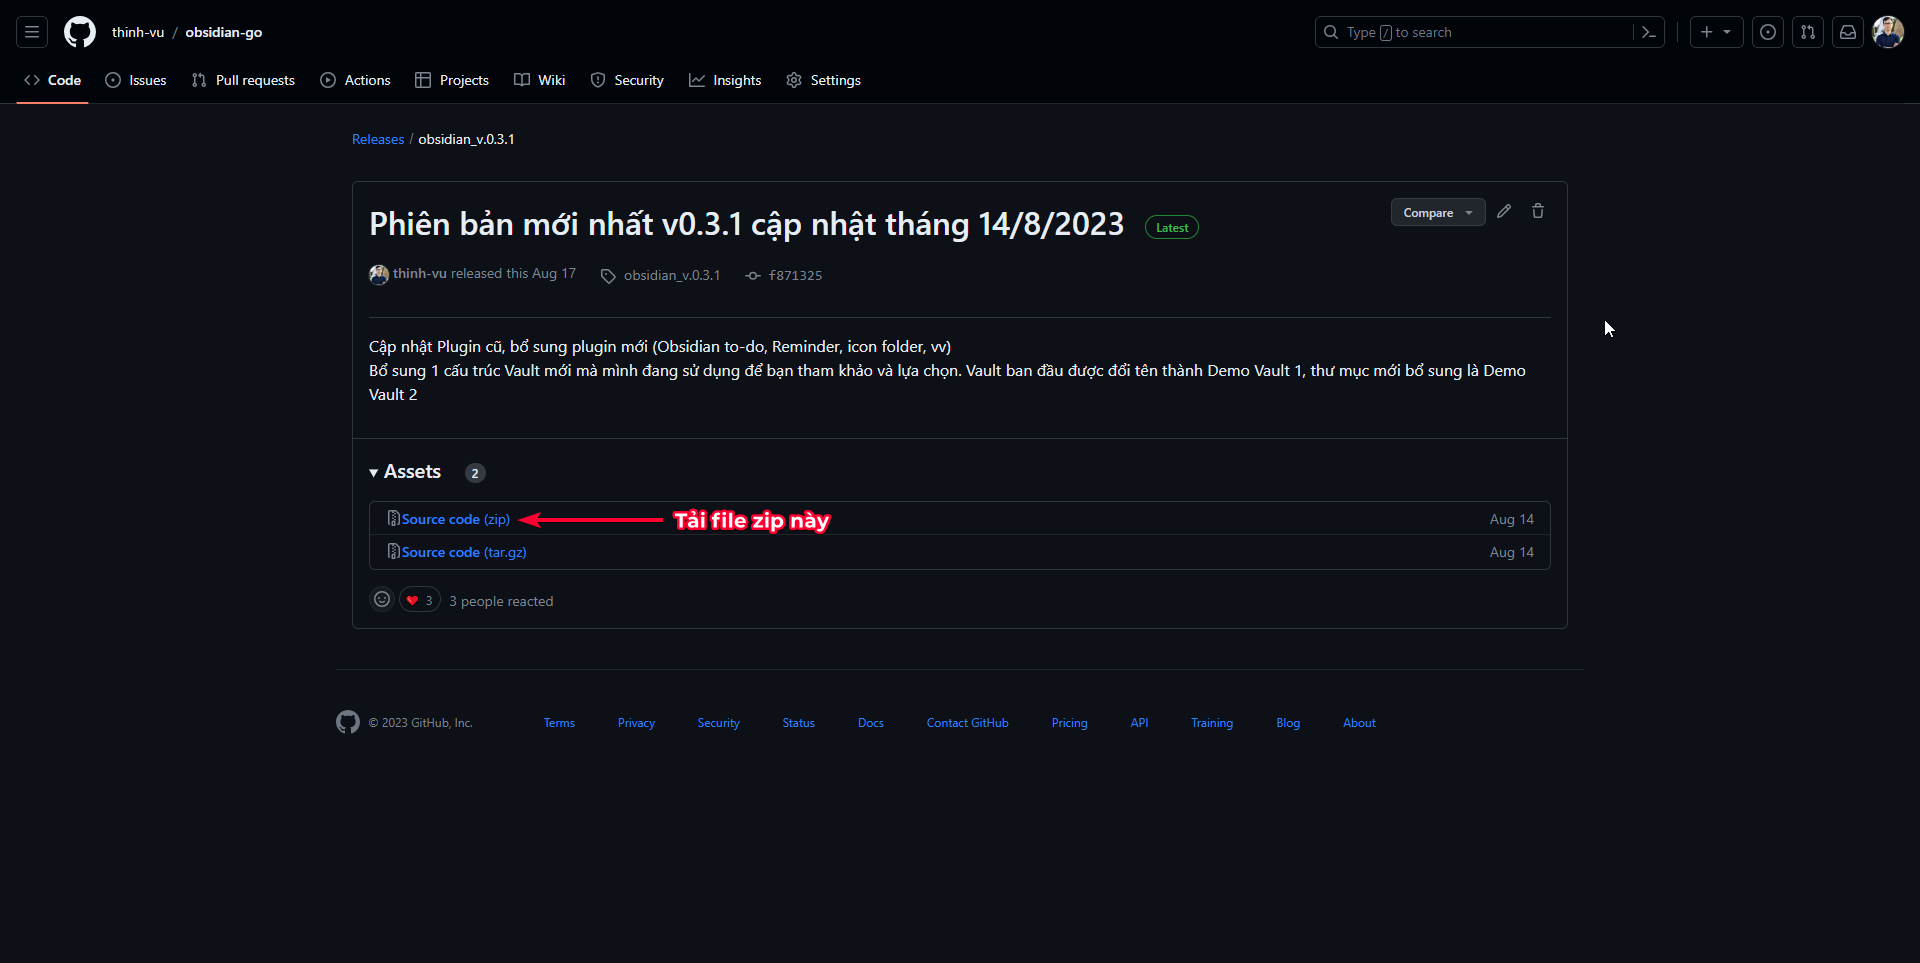 thinh-vu / obsidian-go
Type / to search
Code
Issues
Pull requests
Actions
Projects
Wiki
Security
Insights
Settings
Releases / obsidian_v.0.3.1
Phiên bản mới nhất v0.3.1 cập nhật tháng 14/8/2023
Latest
Compare
thinh-vu released this Aug 17
obsidian_v.0.3.1
f871325
Cập nhật Plugin cũ, bổ sung plugin mới (Obsidian to-do, Reminder, icon folder, vv)
Bổ sung 1 cấu trúc Vault mới mà mình đang sử dụng để bạn tham khảo và lựa chọn. Vault ban đầu được đổi tên thành Demo Vault 1, thư mục mới bổ sung là Demo
Vault 2
Assets 2
Source code (zip)
Tải file zip này
Aug 14
Source code (tar.gz)
Aug 14
3
3 people reacted
© 2023 GitHub, Inc.
Terms
Privacy
Security
Status
Docs
Contact GitHub
Pricing
API
Training
Blog
About